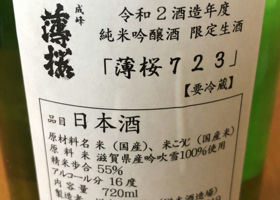 成峰
薄桜
令和2酒造年度
純米吟醸酒 限定生酒
「薄桜723」
【要冷蔵】
品目 日本酒
原材料名 米(国産)、米こうじ(国産米)
原料米 滋賀県産吟吹雪100%使用
精米歩合 55%
アルコール分 16度
内容量 720ml
製造者